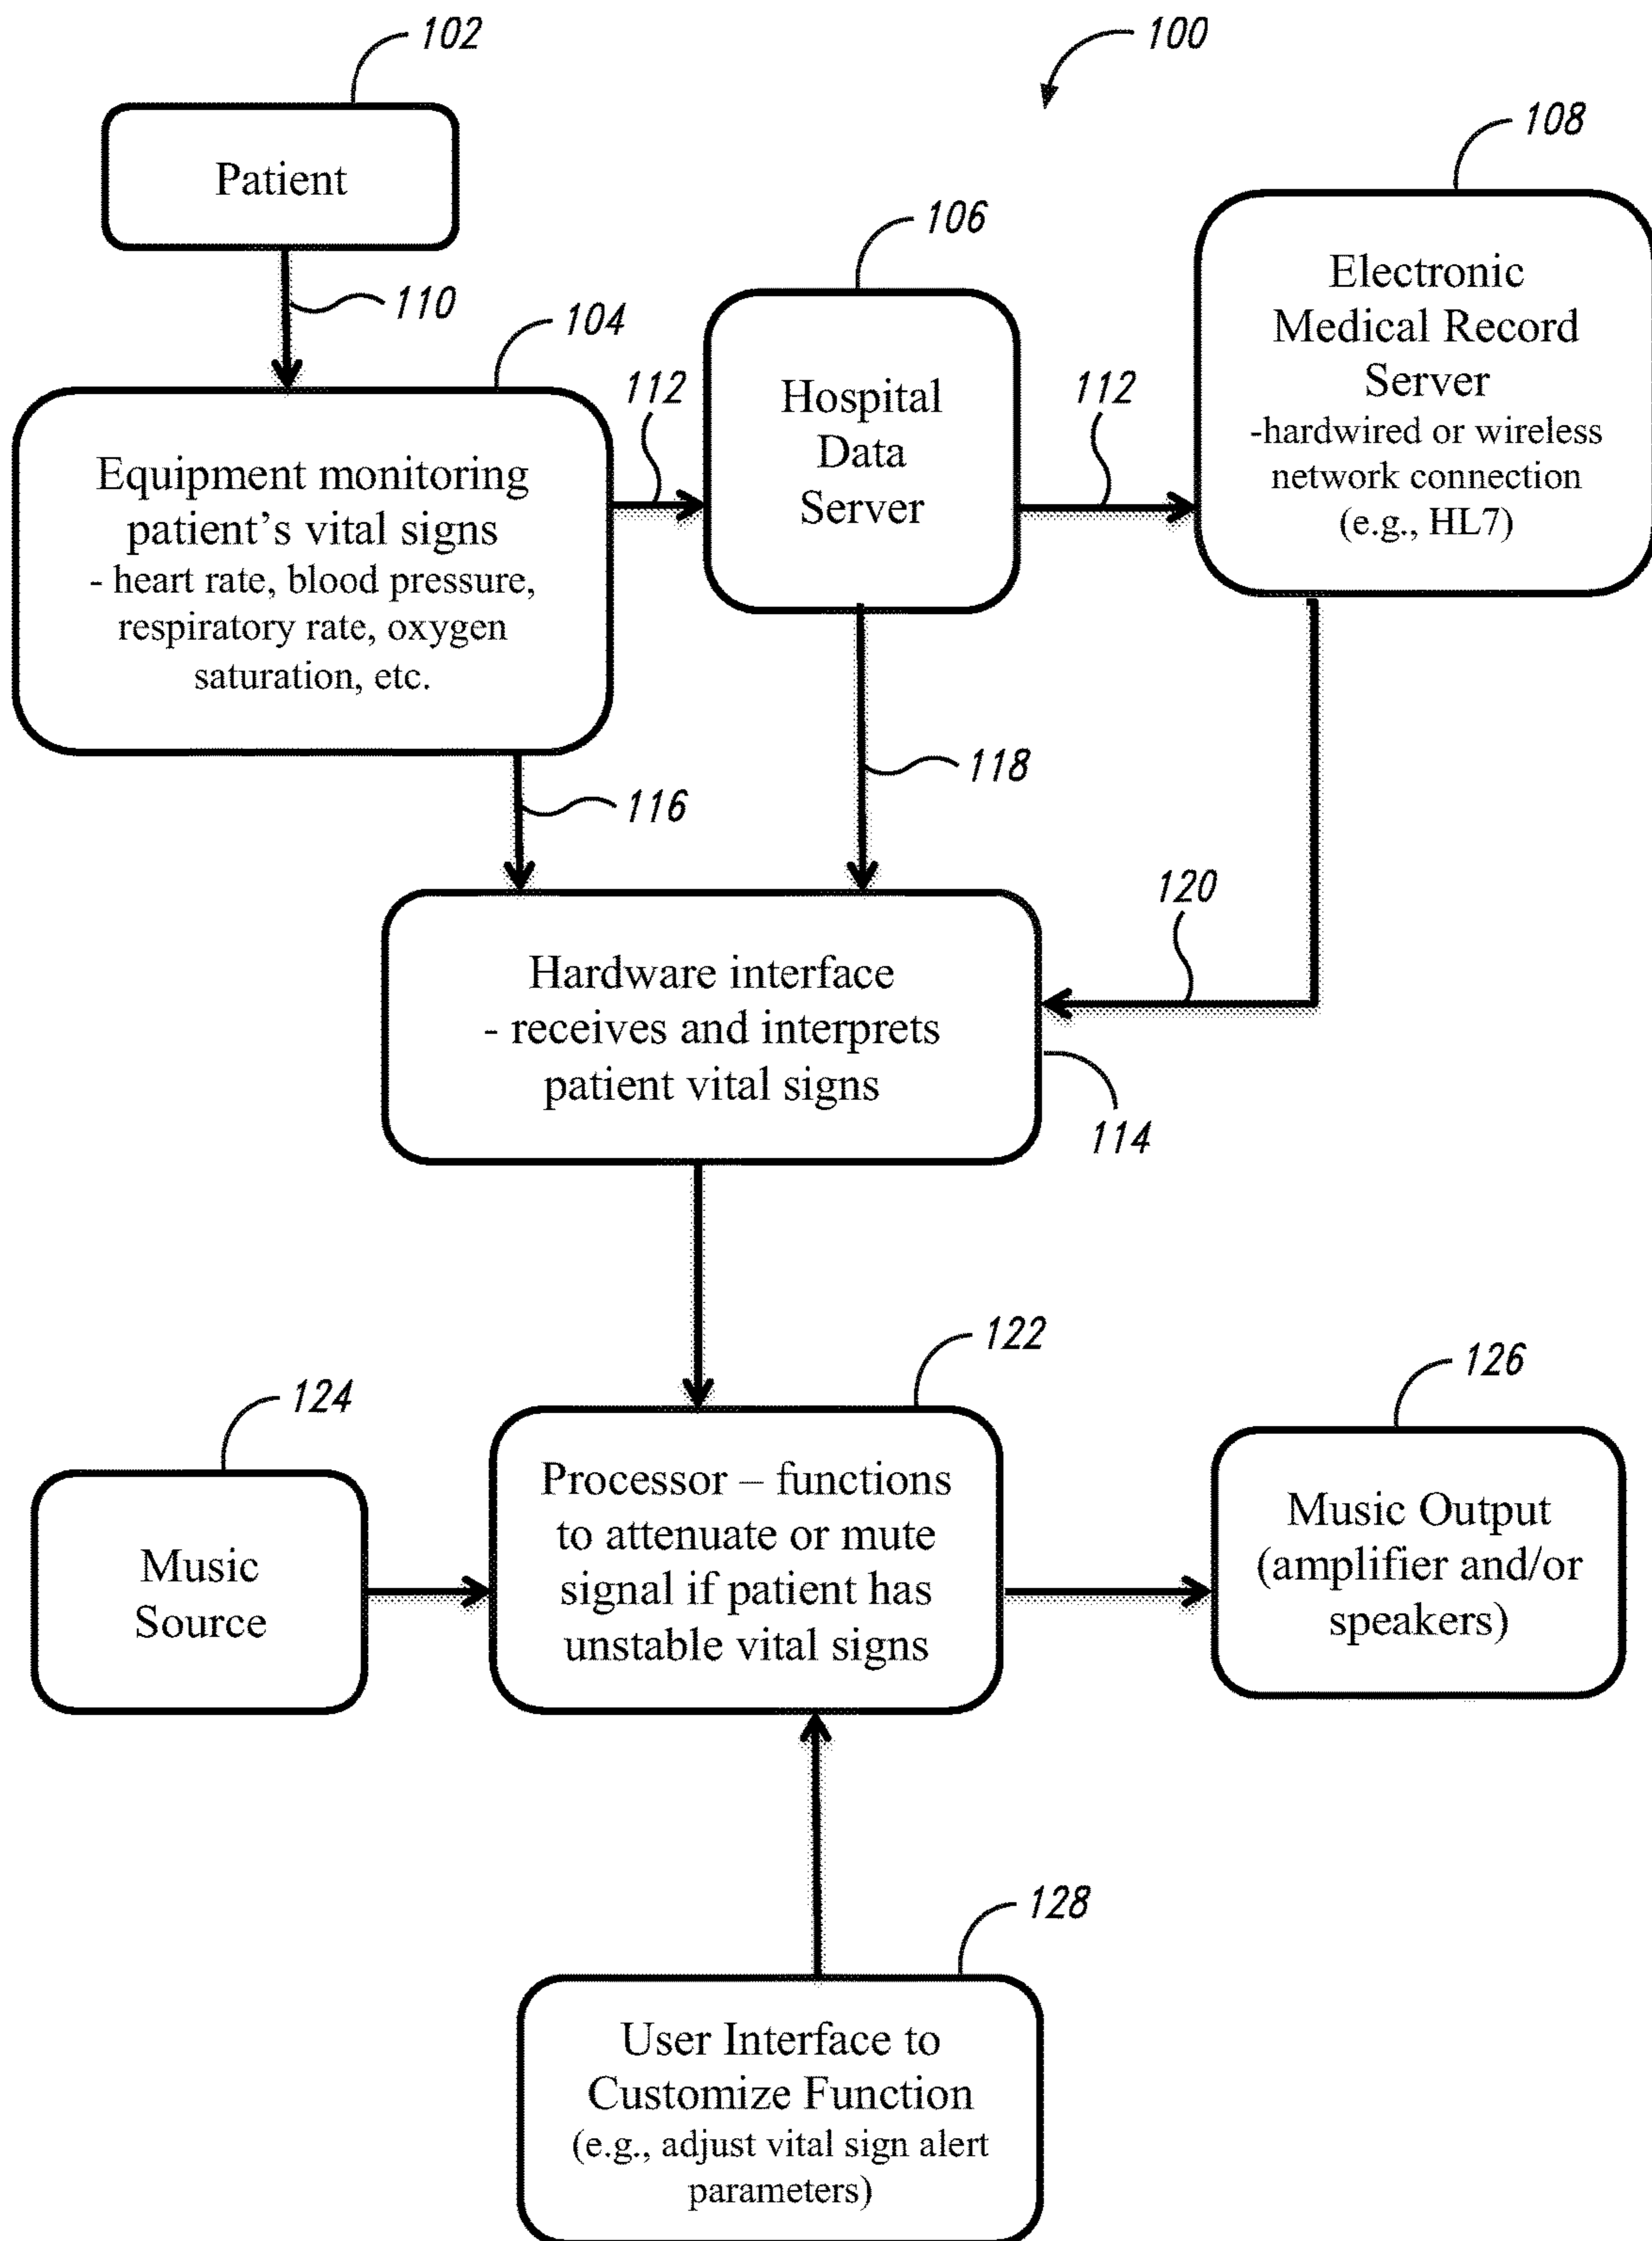 102
100
108
Patient
106
110
104
Electronic
Medical Record
Server
-hardwired or wireless
network connection
(e.g., HL7)
112
Hospital
Data
Server
112
Equipment monitoring
patient’s vital signs
- heart rate, blood pressure,
respiratory rate, oxygen
saturation, etc.
118
116
120
Hardware interface
- receives and interprets
patient vital signs
114
122
126
124
Processor – functions
to attenuate or mute
signal if patient has
unstable vital signs
Music Output
(amplifier and/or
speakers)
Music
Source
128
User Interface to
Customize Function
(e.g., adjust vital sign alert
parameters)